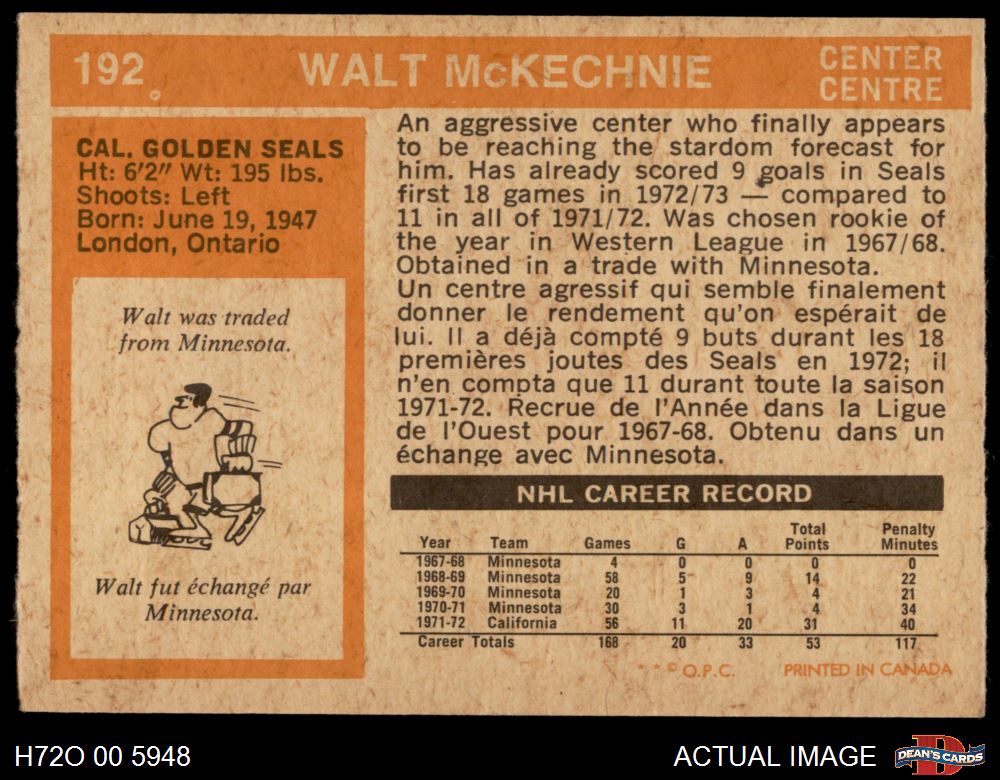 192 WALT McKECHNIE CENTER
CENTRE
CAL. GOLDEN SEALS
Ht: 6'2" Wt: 195 lbs.
Shoots: Left
Born: June 19, 1947
London, Ontario
Walt was traded
from Minnesota.
Walt fut échangé par
Minnesota.
An aggressive center who finally appears
to be reaching the stardom forecast for
him. Has already scored 9 goals in Seals
first 18 games in 1972/73 — compared to
11 in all of 1971/72. Was chosen rookie of
the year in Western League in 1967/68.
Obtained in a trade with Minnesota.
Un centre agressif qui semble finalement
donner le rendement qu'on espérait de
lui. Il a déjà compté 9 buts durant les 18
premières joutes des Seals en 1972; il
n'en compta que 11 durant toute la saison
1971-72. Recrue de l'Année dans la Ligue
de l'Ouest pour 1967-68. Obtenu dans un
échange avec Minnesota.
NHL CAREER RECORD
Year Team Games G A Total Points Penalty Minutes
1967-68 Minnesota 4 0 0 0 0
1968-69 Minnesota 58 5 9 14 22
1969-70 Minnesota 20 1 3 4 21
1970-71 Minnesota 30 3 1 4 34
1971-72 California 56 11 20 31 40
Career Totals 168 20 33 53 117
* * © O.P.C. PRINTED IN CANADA
H72O 00 5948 ACTUAL IMAGE DEAN'S CARDS